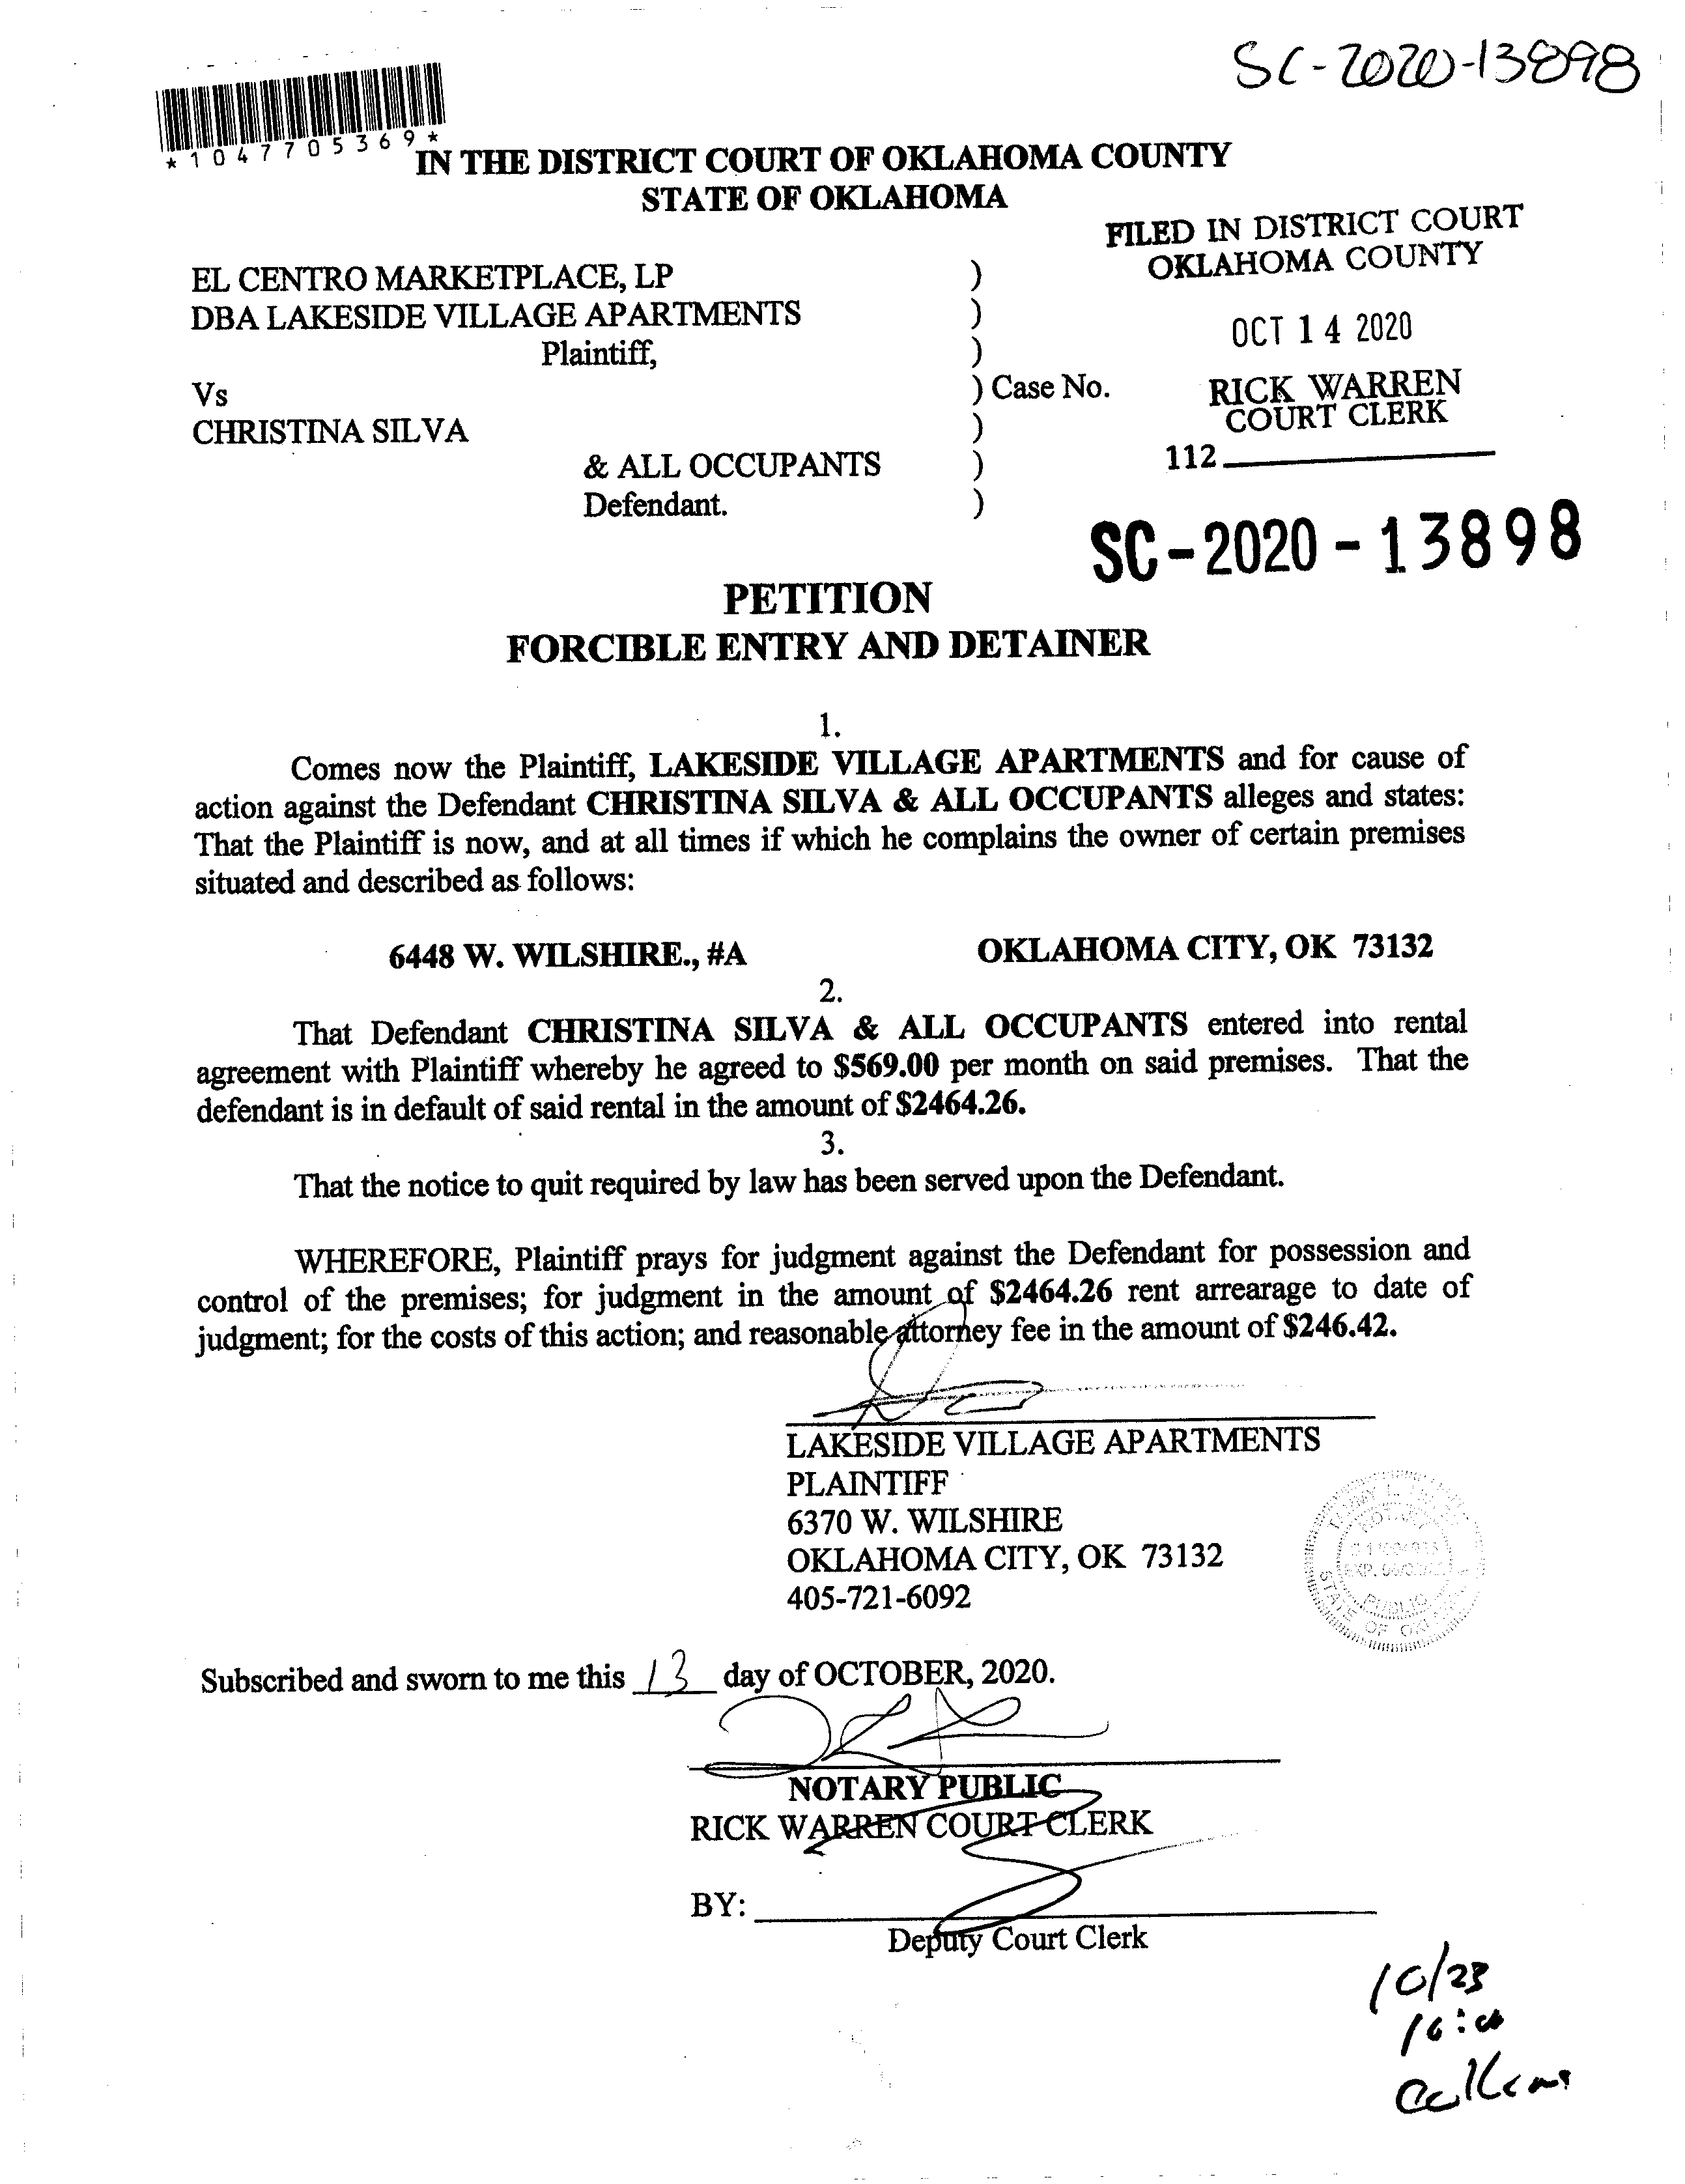 SC-2020-13898
*1047705369*
IN THE DISTRICT COURT OF OKLAHOMA COUNTY
STATE OF OKLAHOMA
FILED IN DISTRICT COURT
OKLAHOMA COUNTY
EL CENTRO MARKETPLACE, LP )
DBA LAKESIDE VILLAGE APARTMENTS )
OCT 14 2020
Plaintiff, )
Vs ) Case No.
RICK WARREN
COURT CLERK
CHRISTINA SILVA )
& ALL OCCUPANTS )
112
Defendant. )
SC-2020-13898
PETITION
FORCIBLE ENTRY AND DETAINER
1.
Comes now the Plaintiff, LAKESIDE VILLAGE APARTMENTS and for cause of
action against the Defendant CHRISTINA SILVA & ALL OCCUPANTS alleges and states:
That the Plaintiff is now, and at all times if which he complains the owner of certain premises
situated and described as follows:
6448 W. WILSHIRE., #A OKLAHOMA CITY, OK 73132
2.
That Defendant CHRISTINA SILVA & ALL OCCUPANTS entered into rental
agreement with Plaintiff whereby he agreed to $569.00 per month on said premises. That the
defendant is in default of said rental in the amount of $2464.26.
3.
That the notice to quit required by law has been served upon the Defendant.
WHEREFORE, Plaintiff prays for judgment against the Defendant for possession and
control of the premises; for judgment in the amount of $2464.26 rent arrearage to date of
judgment; for the costs of this action; and reasonable attorney fee in the amount of $246.42.
LAKESIDE VILLAGE APARTMENTS
PLAINTIFF
6370 W. WILSHIRE
OKLAHOMA CITY, OK 73132
405-721-6092
NOTARY
PUBLIC
STATE OF
Subscribed and sworn to me this 13 day of OCTOBER, 2020.
NOTARY PUBLIC
RICK WARREN COURT CLERK
BY:
Deputy Court Clerk
10/23